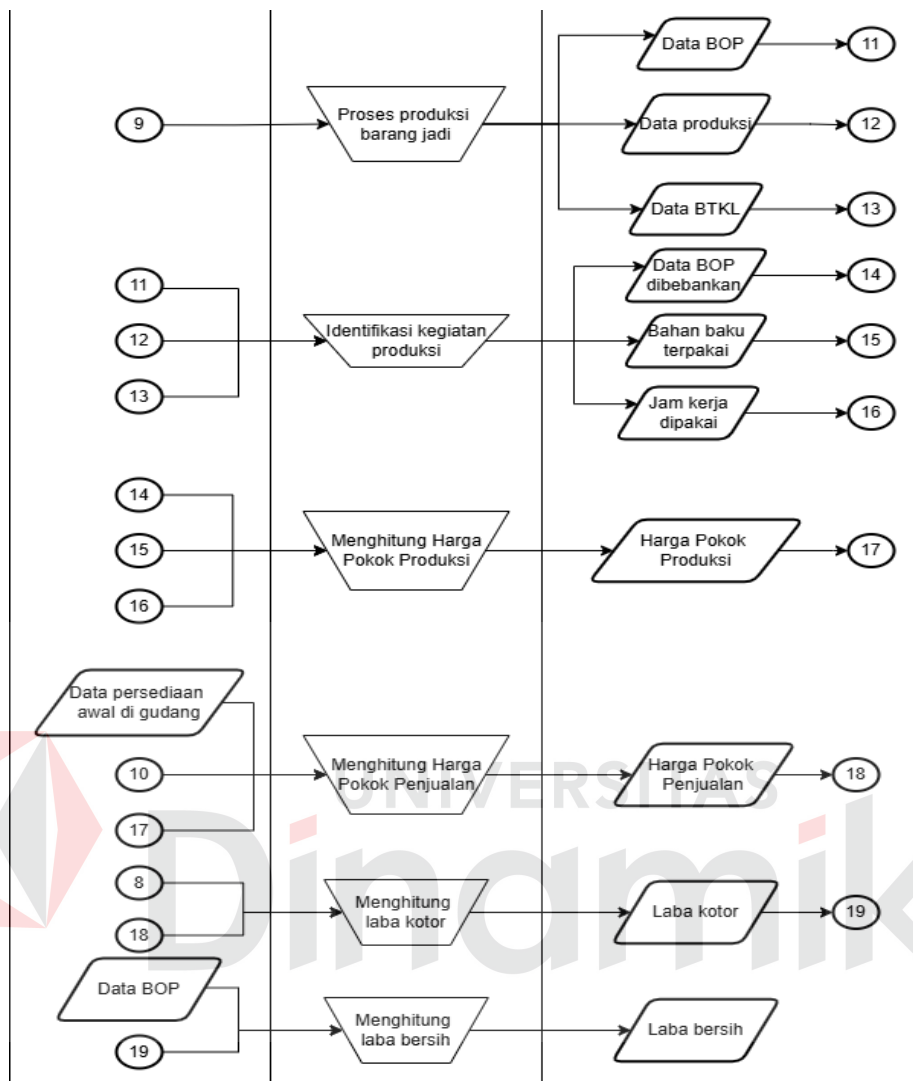 Data BOP
11
9
Proses produksi
barang jadi
Data produksi
12
Data BTKL
13
11
12
13
Identifikasi kegiatan
produksi
Data BOP
dibebankan
14
Bahan baku
terpakai
15
Jam kerja
dipakai
16
14
15
16
Menghitung Harga
Pokok Produksi
Harga Pokok
Produksi
17
Data persediaan
awal di gudang
10
17
Menghitung Harga
Pokok Penjualan
Harga Pokok
Penjualan
18
UNIVERSITAS
Dinamik
8
18
Menghitung
laba kotor
Laba kotor
19
Data BOP
19
Menghitung
laba bersih
Laba bersih